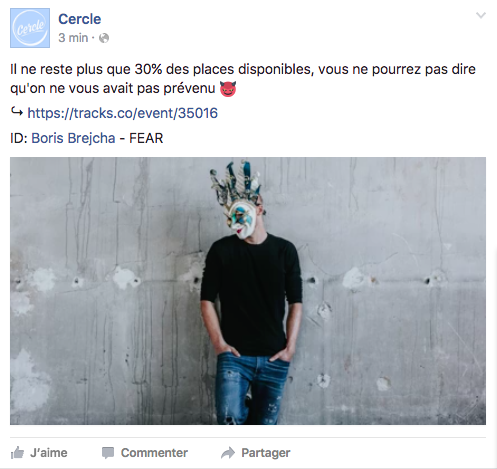 Cercle
Cercle
3 min ·
Il ne reste plus que 30% des places disponibles, vous ne pourrez pas dire
qu'on ne vous avait pas prévenu 👿
↪ https://tracks.co/event/35016
ID: Boris Brejcha - FEAR
J'aime Commenter Partager